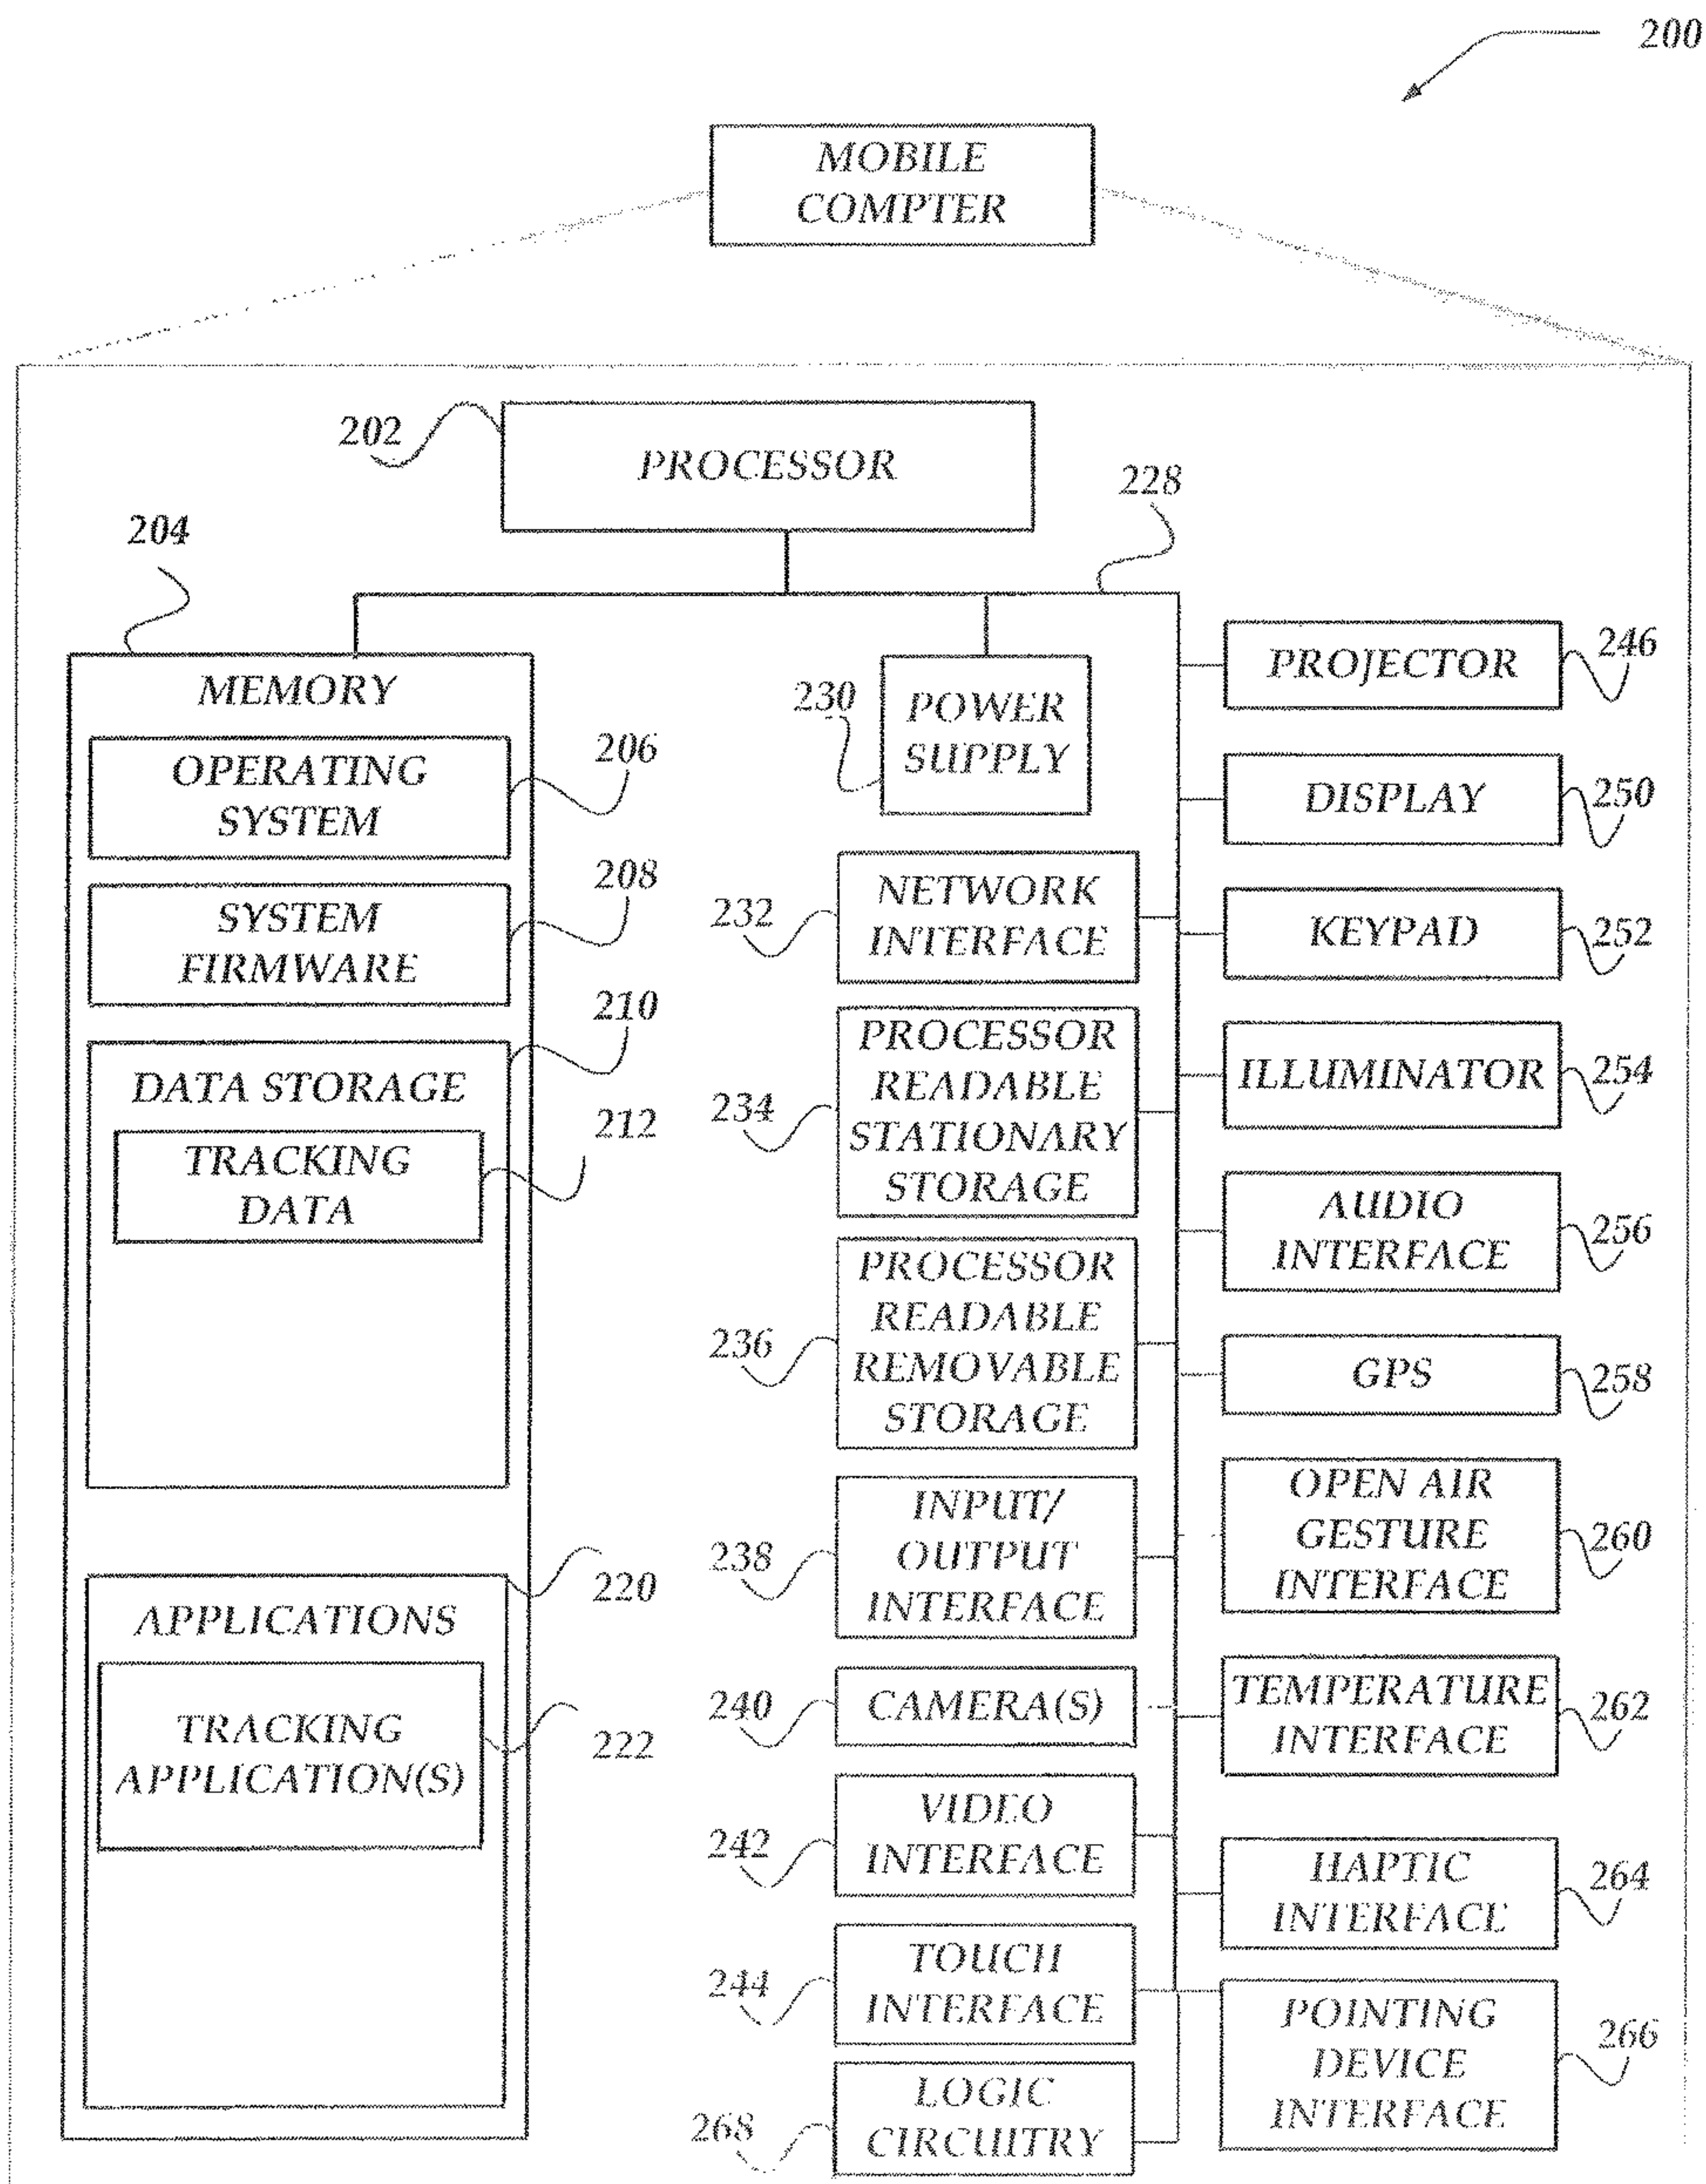 200
MOBILE
COMPTER
202
PROCESSOR
228
204
MEMORY
OPERATING
SYSTEM
206
SYSTEM
FIRMWARE
208
210
DATA STORAGE
212
TRACKING
DATA
220
APPLICATIONS
TRACKING
APPLICATION(S)
222
230
POWER
SUPPLY
232
NETWORK
INTERFACE
234
PROCESSOR
READABLE
STATIONARY
STORAGE
236
PROCESSOR
READABLE
REMOVABLE
STORAGE
238
INPUT/
OUTPUT
INTERFACE
240
CAMERA(S)
242
VIDEO
INTERFACE
244
TOUCH
INTERFACE
268
LOGIC
CIRCUITRY
PROJECTOR
246
DISPLAY
250
KEYPAD
252
ILLUMINATOR
254
AUDIO
INTERFACE
256
GPS
258
OPEN AIR
GESTURE
INTERFACE
260
TEMPERATURE
INTERFACE
262
HAPTIC
INTERFACE
264
POINTING
DEVICE
INTERFACE
266